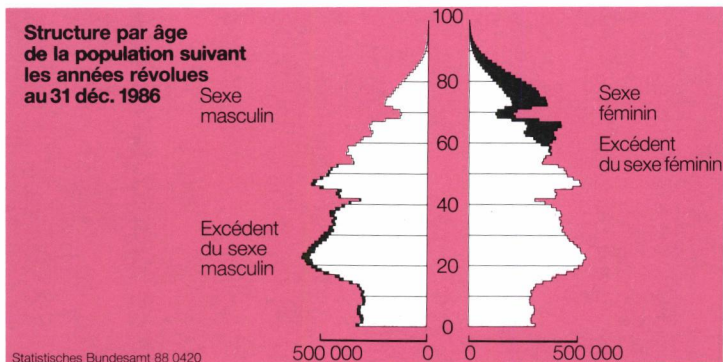 Structure par âge
de la population suivant
les années révolues
au 31 déc. 1986
Sexe
masculin
Excédent
du sexe
masculin
100
80
60
40
20
0
Sexe
féminin
Excédent
du sexe féminin
500 000 0
0 500 000
Statistisches Bundesamt 88 0420